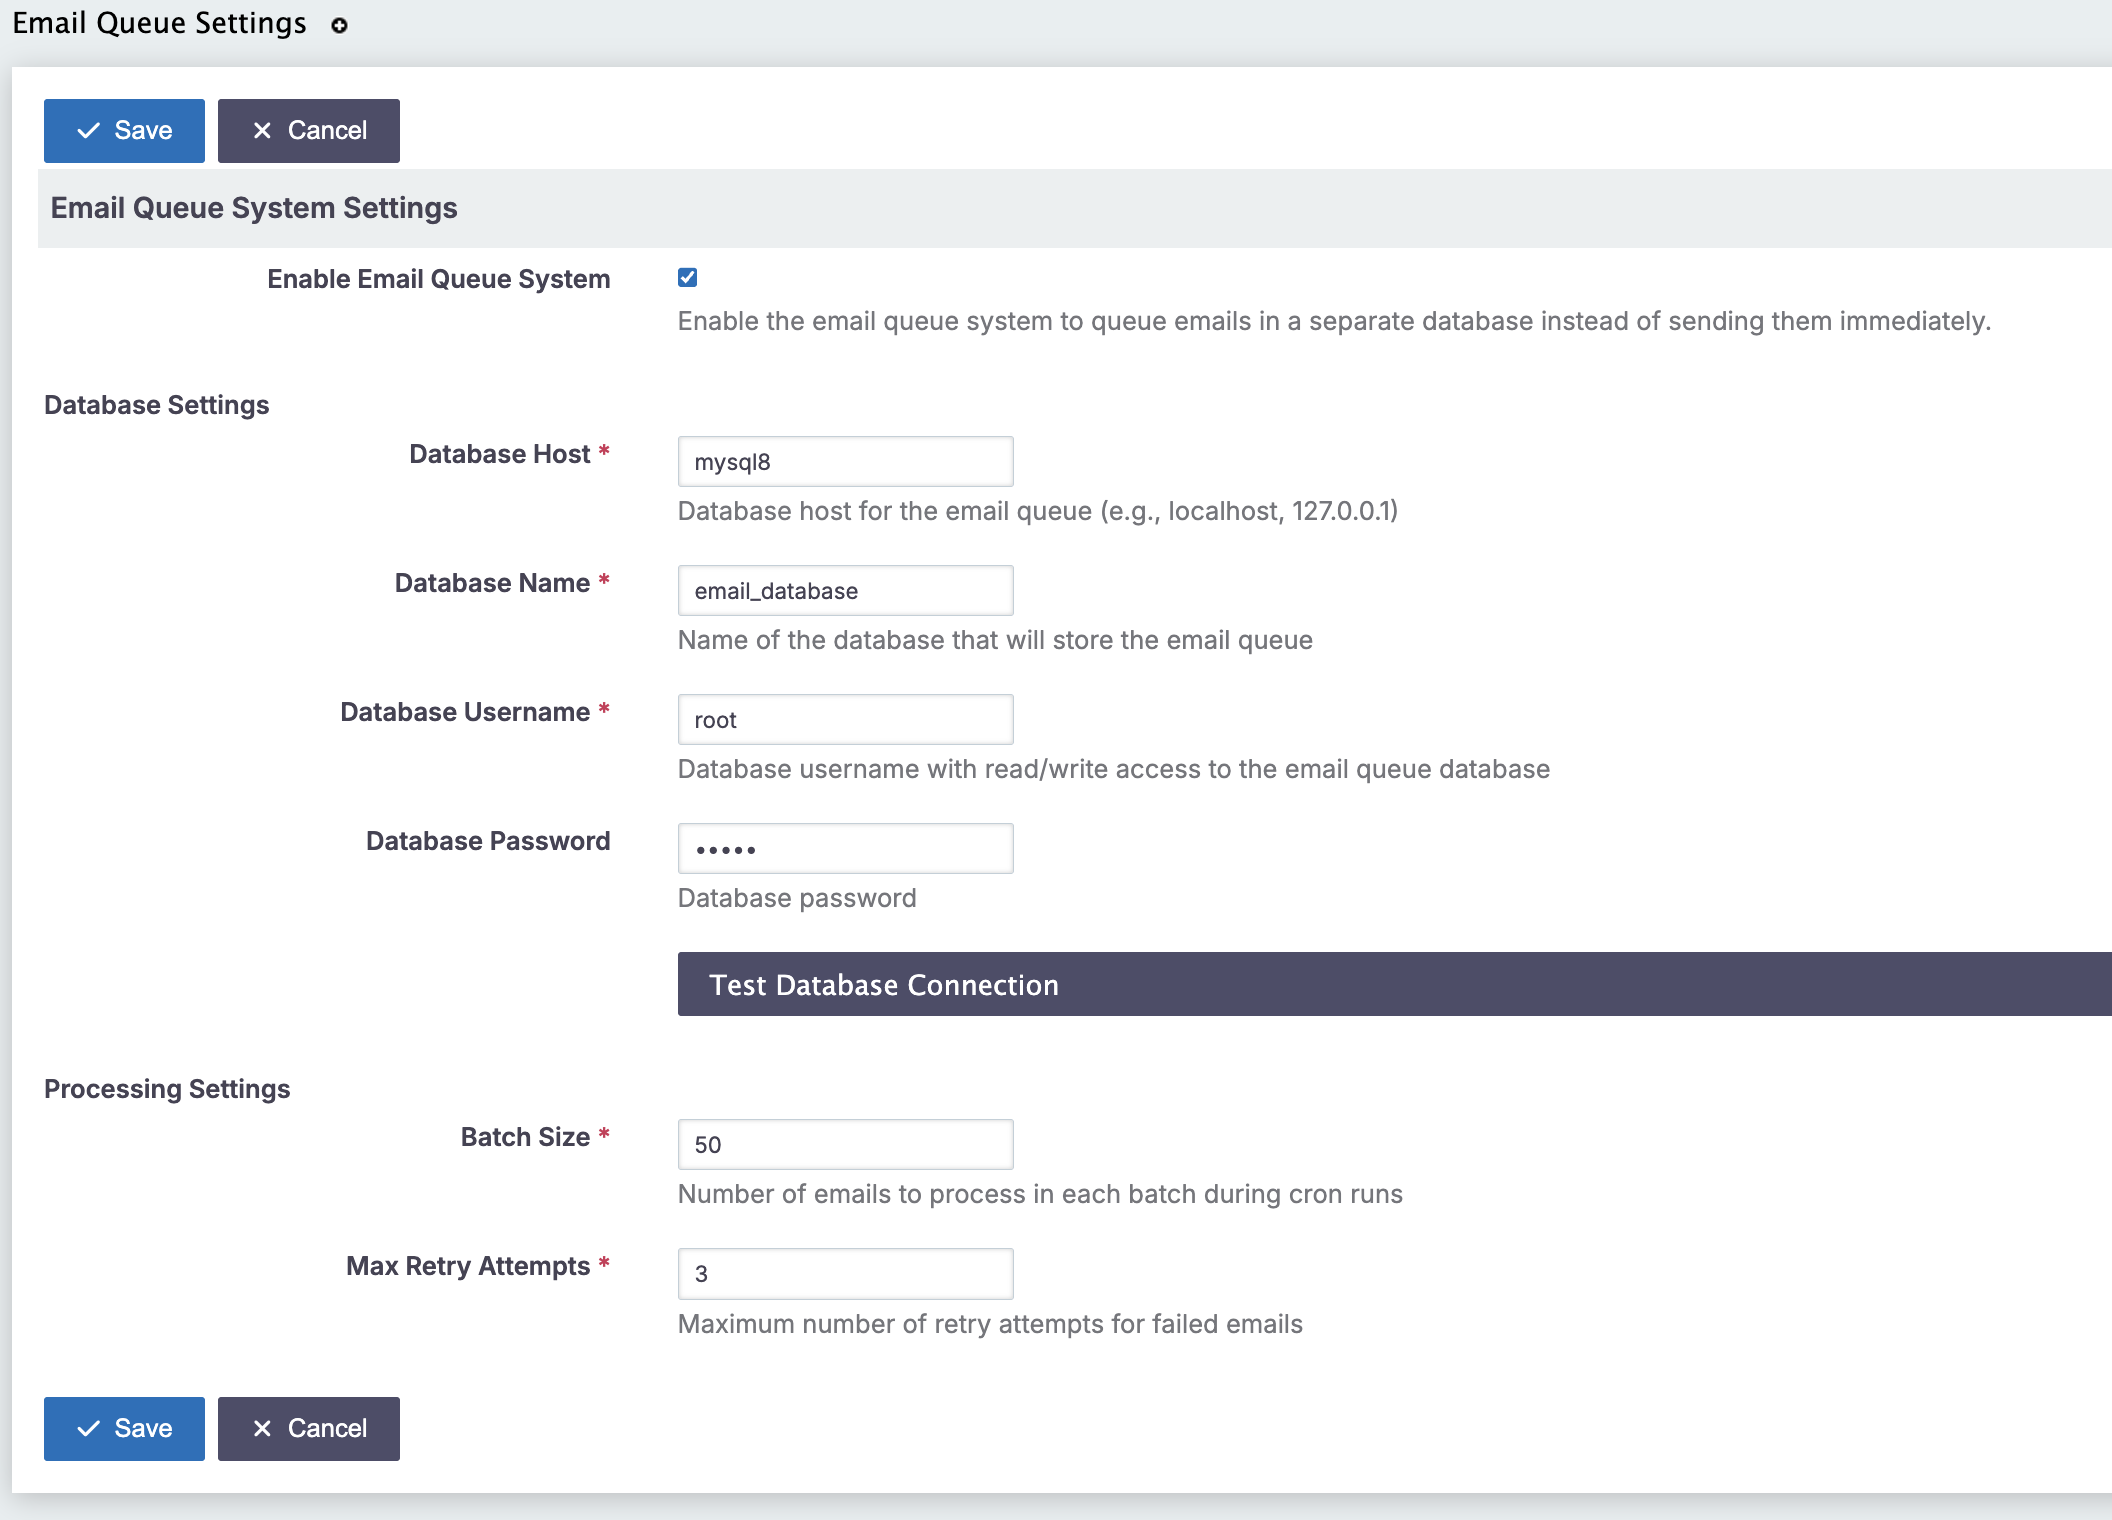 Email Queue Settings
Save
Cancel
Email Queue System Settings
Enable Email Queue System
Enable the email queue system to queue emails in a separate database instead of sending them immediately.
Database Settings
Database Host *
mysql8
Database host for the email queue (e.g., localhost, 127.0.0.1)
Database Name *
email_database
Name of the database that will store the email queue
Database Username *
root
Database username with read/write access to the email queue database
Database Password
•••••
Database password
Test Database Connection
Processing Settings
Batch Size *
50
Number of emails to process in each batch during cron runs
Max Retry Attempts *
3
Maximum number of retry attempts for failed emails
Save
Cancel